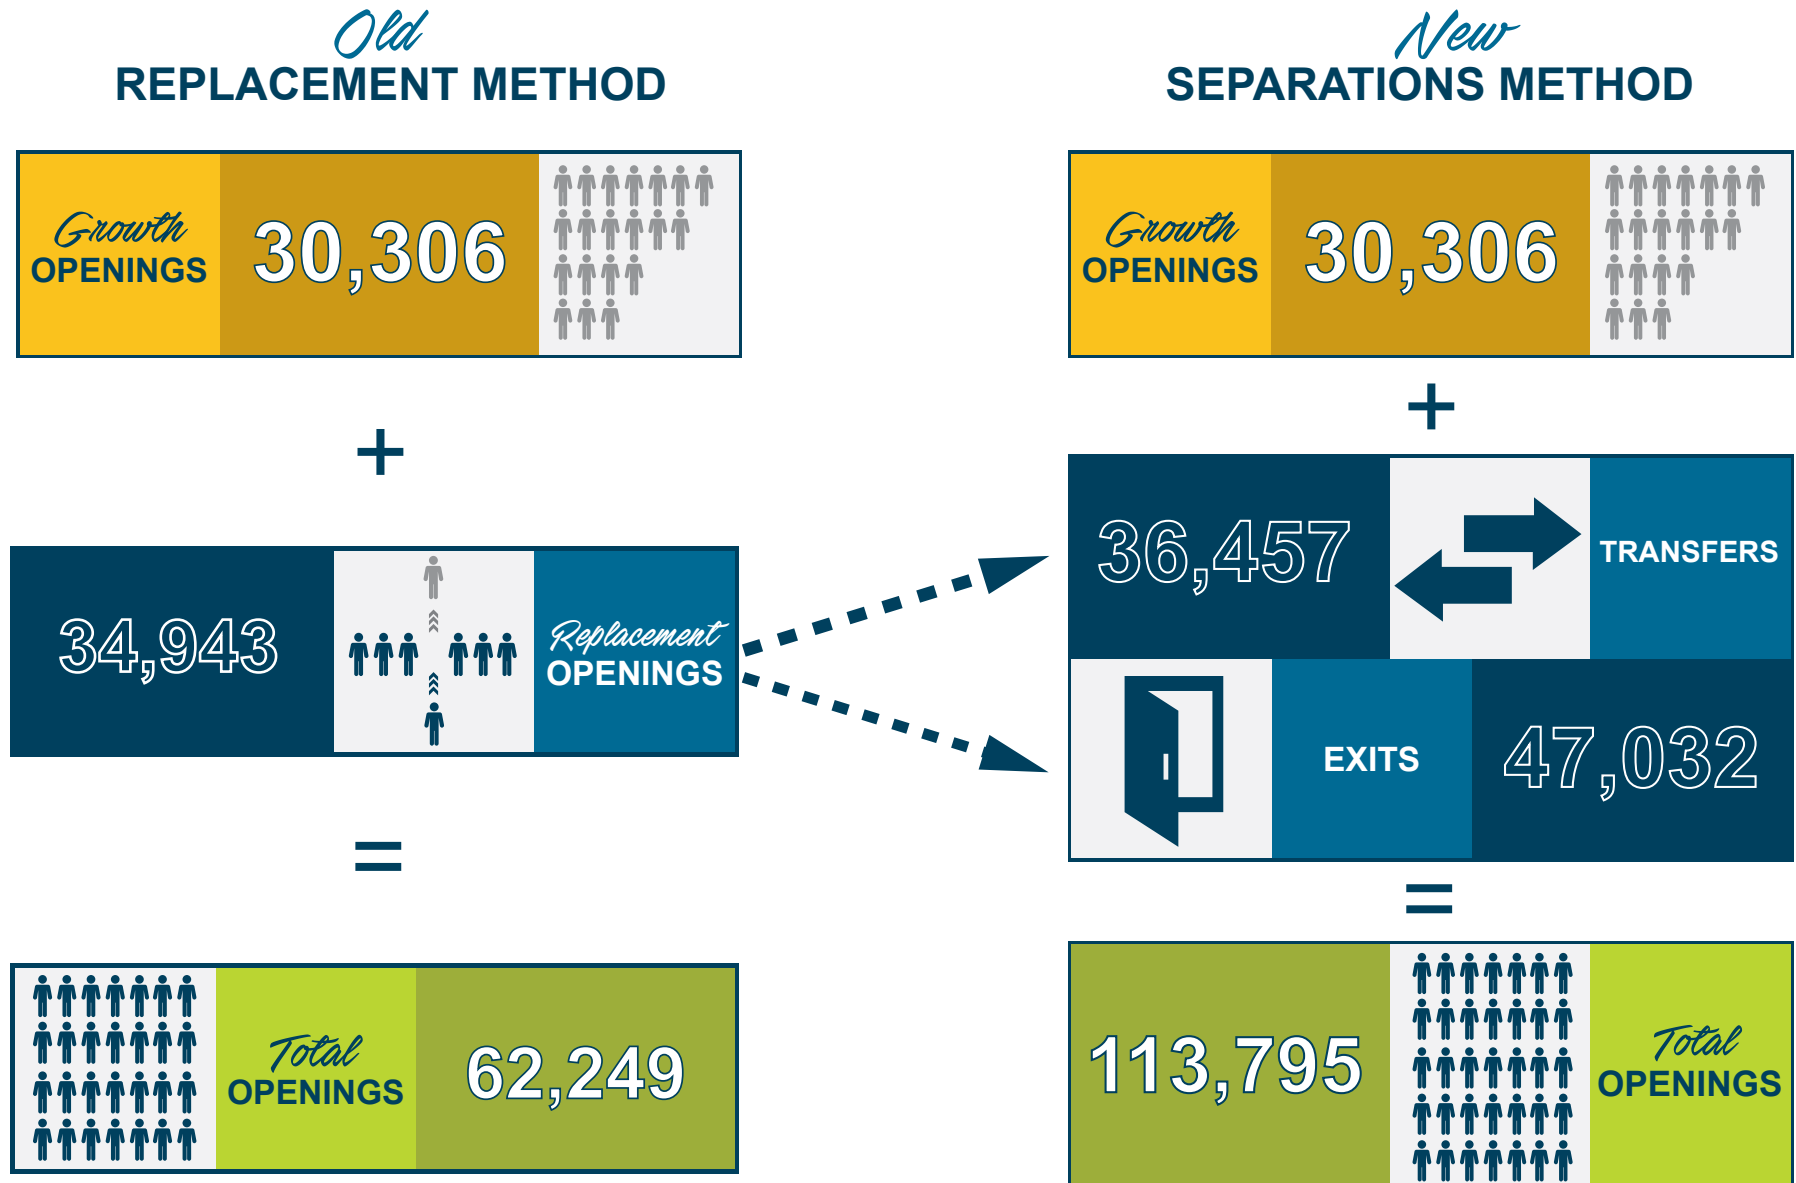 Old
REPLACEMENT METHOD
Growth
OPENINGS
30,306
+
34,943
Replacement
OPENINGS
=
Total
OPENINGS
62,249
New
SEPARATIONS METHOD
Growth
OPENINGS
30,306
+
36,457
TRANSFERS
EXITS
47,032
=
113,795
Total
OPENINGS